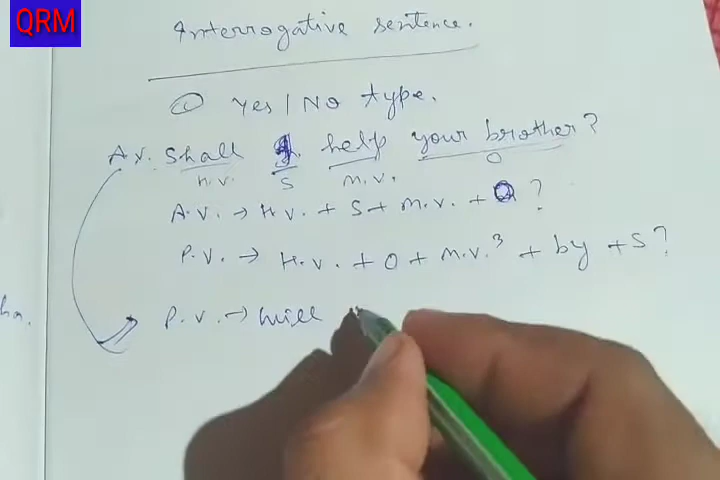 QRM
Interrogative sentence.
① Yes/No type.
A.V. Shall I help your brother?
H.V. S M.V. O
A.V. → H.V. + S + M.V. + O ?
P.V. → H.V. + O + M.V.³ + by + S ?
P.V. → Will